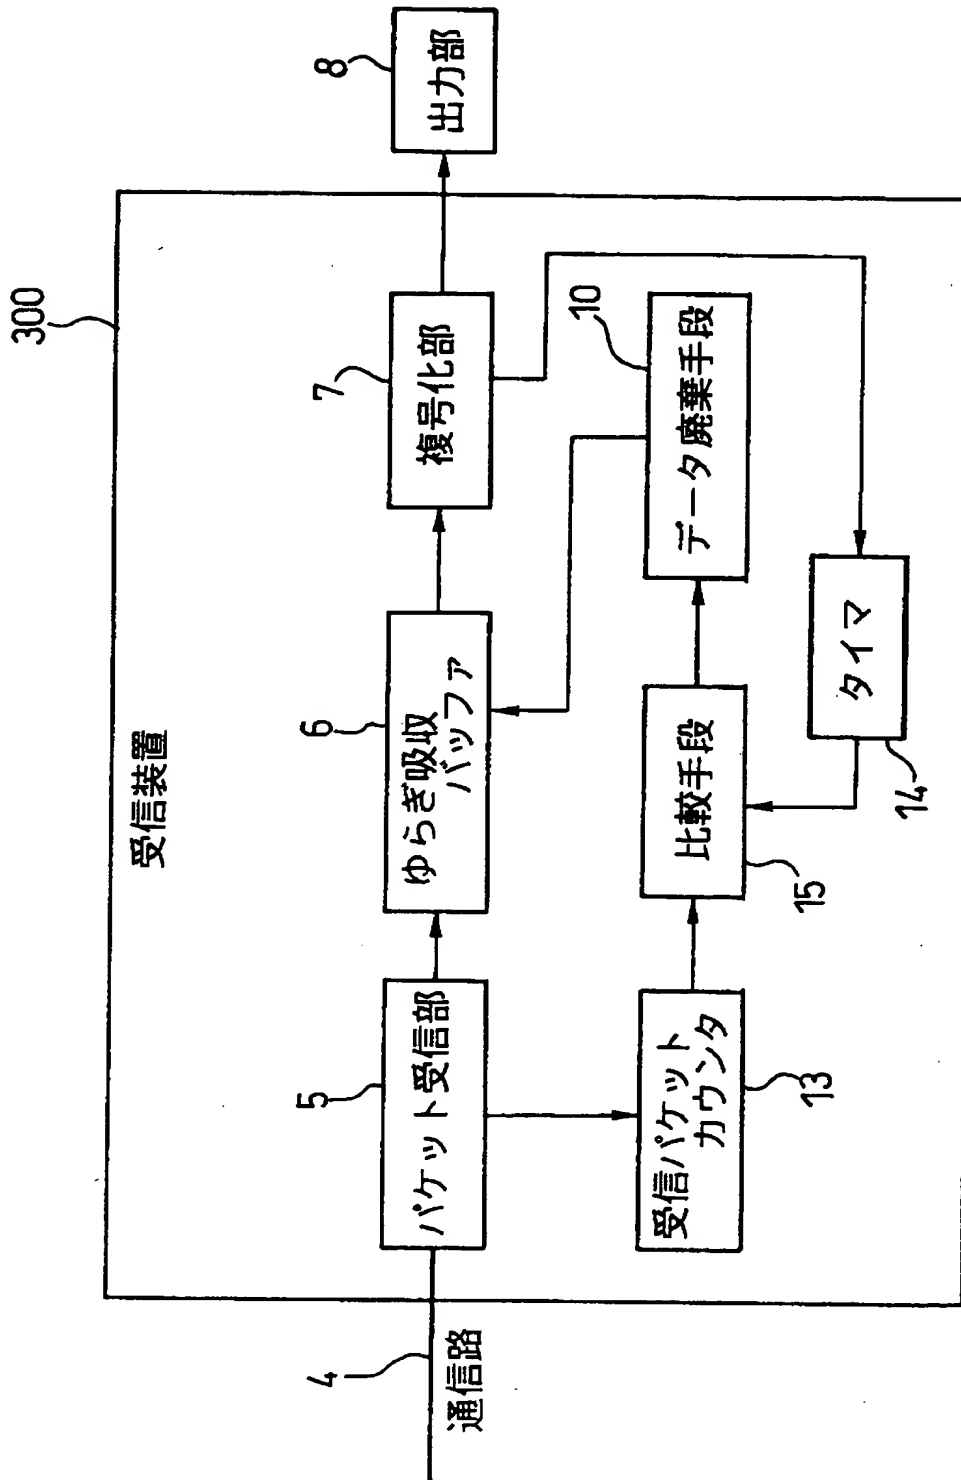 300
受信装置
4
通信路
5
パケット受信部
6
ゆらぎ吸収
バッファ
7
複号化部
8
出力部
受信パケット
カウンタ
13
比較手段
15
データ廃棄手段
10
タイマ
14